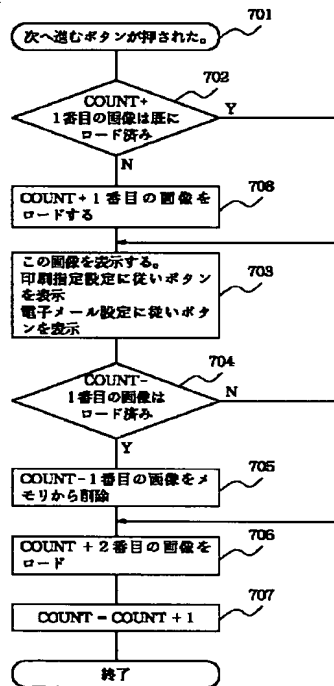 701
次へ進むボタンが押された。
702
COUNT+
1番目の画像は既に
ロード済み
Y
N
708
COUNT+1番目の画像を
ロードする
この画像を表示する。
印刷指定設定に従いボタン
を表示
電子メール設定に従いボタ
ンを表示
703
704
COUNT-
1番目の画像は
ロード済み
N
Y
705
COUNT-1番目の画像をメ
モリから削除
706
COUNT+2番目の画像を
ロード
707
COUNT=COUNT+1
終了